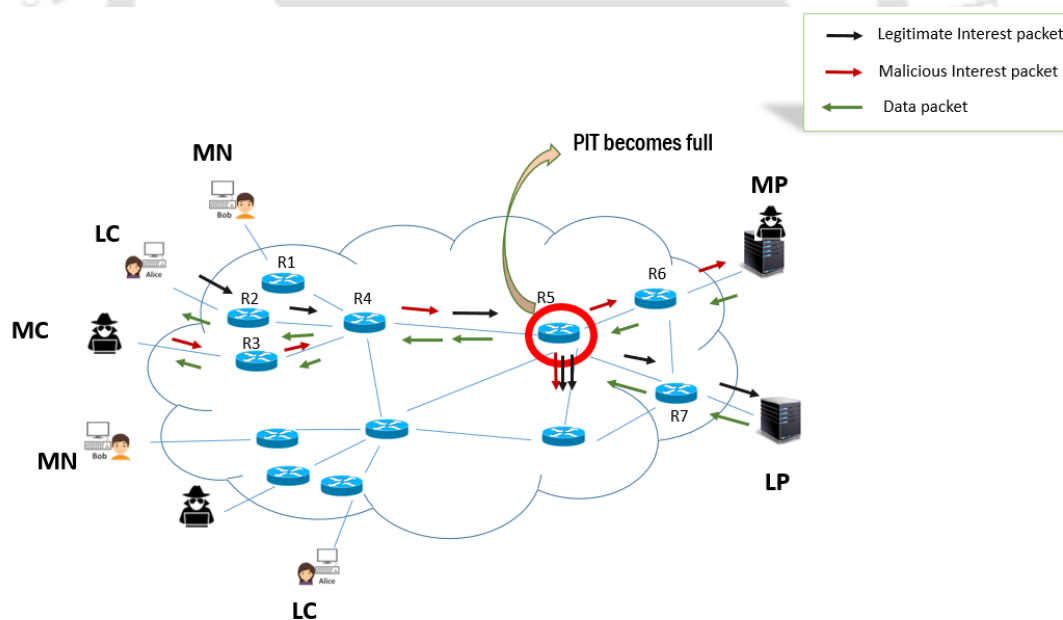 Legitimate Interest packet
Malicious Interest packet
Data packet
PIT becomes full
MN
Bob
MP
LC
Alice
R1
R6
R2
R4
R5
MC
R3
R7
MN
Bob
LP
Alice
LC